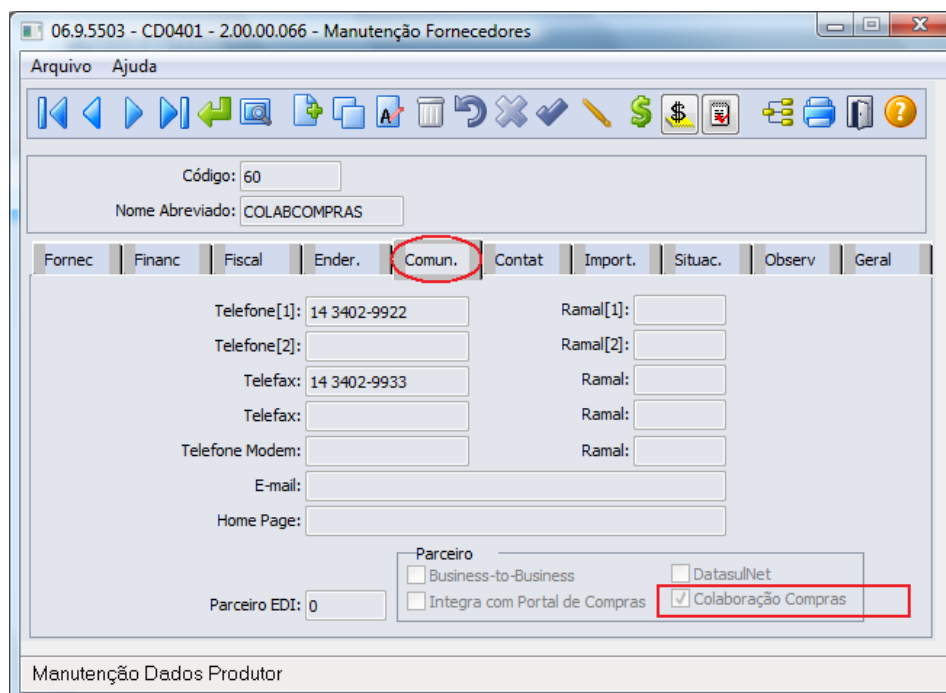 06.9.5503 - CD0401 - 2.00.00.066 - Manutenção Fornecedores
Arquivo Ajuda
Código: 60
Nome Abreviado: COLABCOMPRAS
Fornec Financ Fiscal Ender. Comun. Contat Import. Situac. Observ Geral
Telefone[1]: 14 3402-9922 Ramal[1]:
Telefone[2]: Ramal[2]:
Telefax: 14 3402-9933 Ramal:
Telefax: Ramal:
Telefone Modem: Ramal:
E-mail:
Home Page:
Parceiro
Business-to-Business DatasulNet
Parceiro EDI: 0 Integra com Portal de Compras Colaboração Compras
Manutenção Dados Produtor